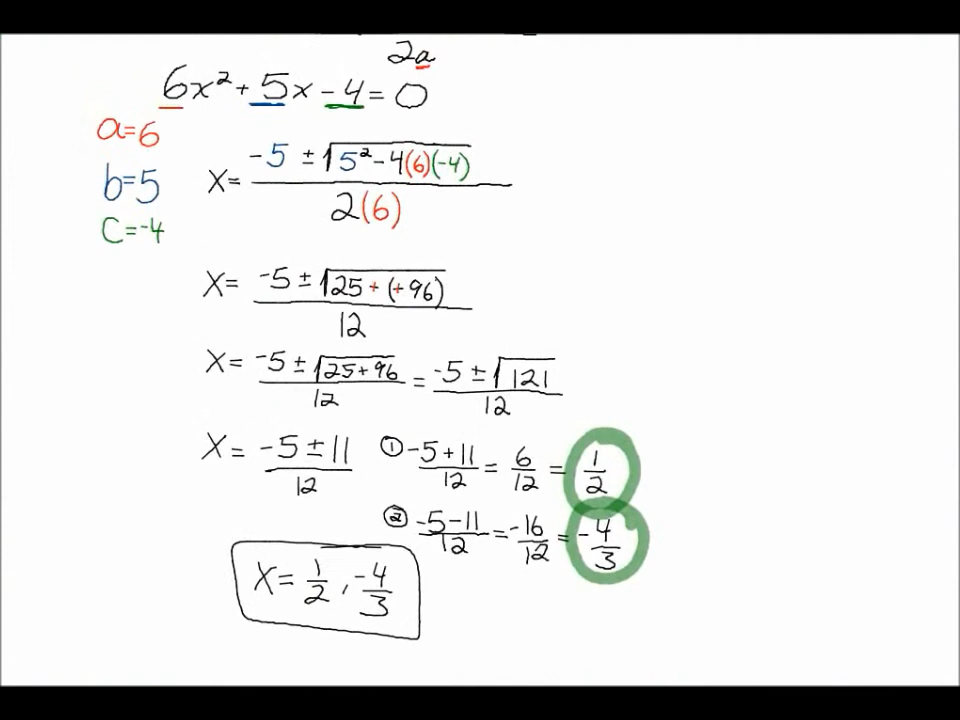 2a
6x² + 5x - 4 = 0
a=6
b=5
c=-4
x= (-5 ± √(5² - 4(6)(-4))) / 2(6)
x= (-5 ± √(25 + (+96))) / 12
x= (-5 ± √(25+96)) / 12 = (-5 ± √121) / 12
x= (-5 ± 11) / 12
① (-5+11) / 12 = 6/12 = 1/2
② (-5-11) / 12 = -16/12 = -4/3
x= 1/2, -4/3